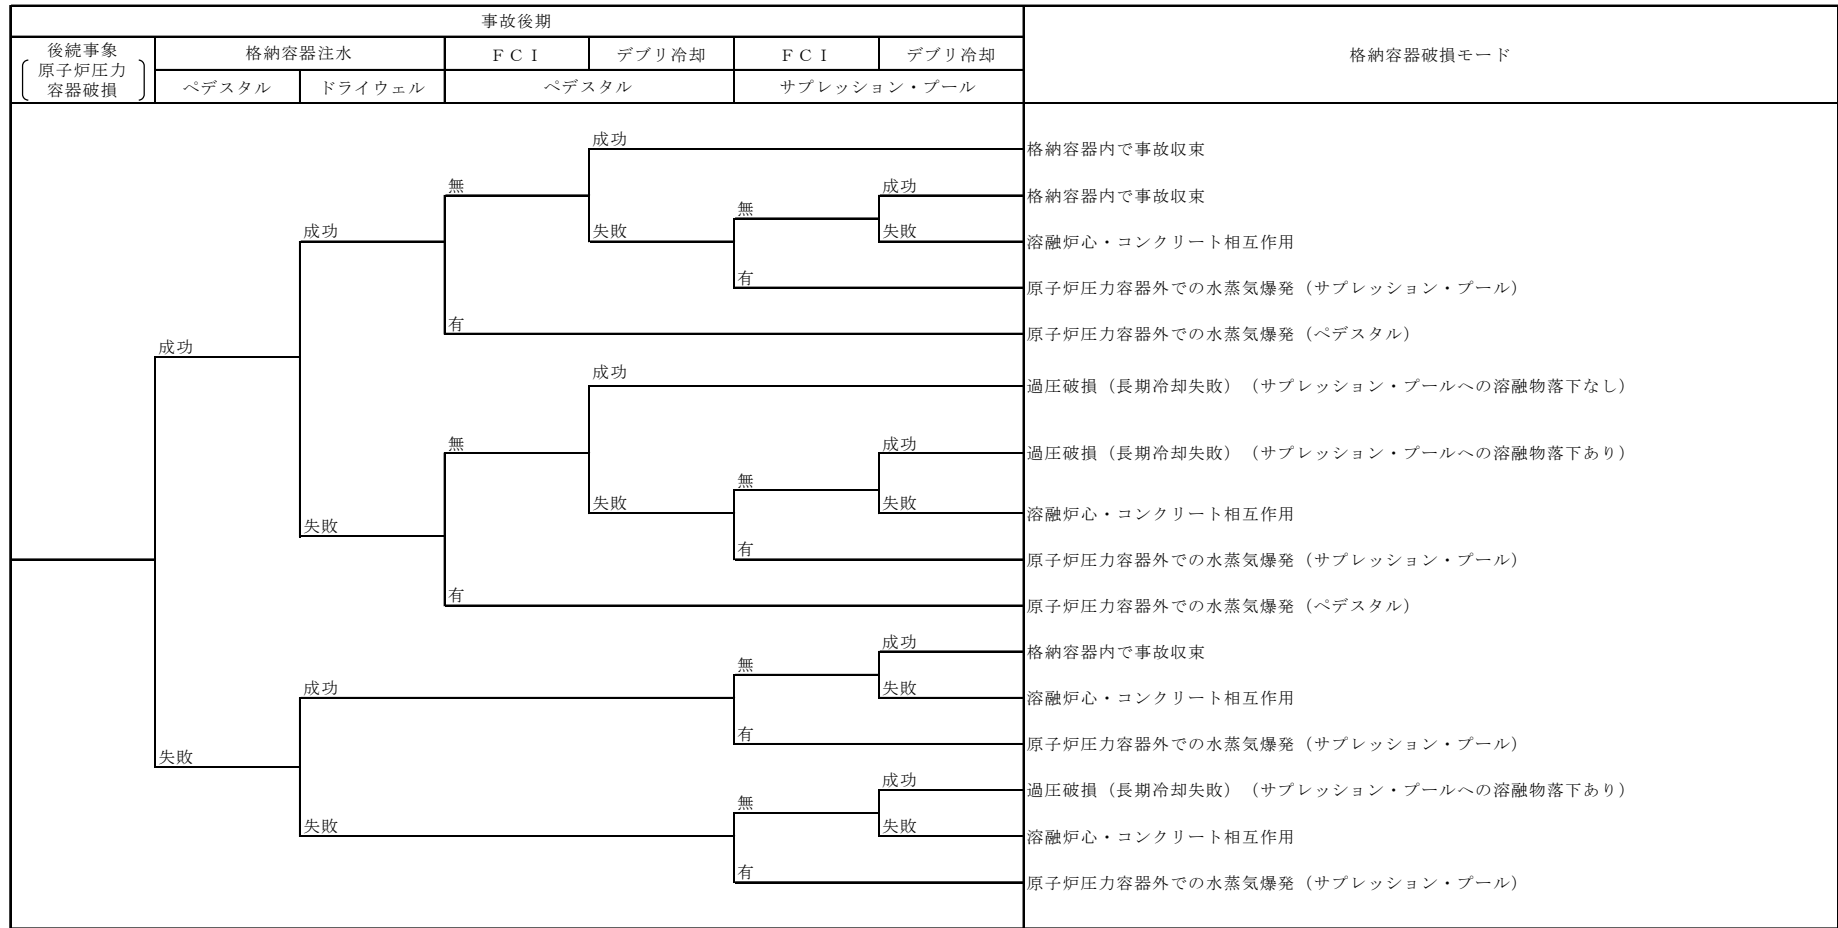 事故後期
後続事象
原子炉圧力
容器破損
格納容器注水
ＦＣＩ
デブリ冷却
ＦＣＩ
デブリ冷却
格納容器破損モード
ペデスタル
ドライウェル
ペデスタル
サプレッション・プール
成功
格納容器内で事故収束
無
成功
格納容器内で事故収束
無
成功
失敗
失敗
溶融炉心・コンクリート相互作用
有
原子炉圧力容器外での水蒸気爆発（サプレッション・プール）
有
原子炉圧力容器外での水蒸気爆発（ペデスタル）
成功
成功
過圧破損（長期冷却失敗）（サプレッション・プールへの溶融物落下なし）
無
成功
過圧破損（長期冷却失敗）（サプレッション・プールへの溶融物落下あり）
無
失敗
失敗
溶融炉心・コンクリート相互作用
失敗
有
原子炉圧力容器外での水蒸気爆発（サプレッション・プール）
有
原子炉圧力容器外での水蒸気爆発（ペデスタル）
成功
格納容器内で事故収束
無
成功
失敗
溶融炉心・コンクリート相互作用
有
原子炉圧力容器外での水蒸気爆発（サプレッション・プール）
失敗
成功
過圧破損（長期冷却失敗）（サプレッション・プールへの溶融物落下あり）
無
失敗
失敗
溶融炉心・コンクリート相互作用
有
原子炉圧力容器外での水蒸気爆発（サプレッション・プール）